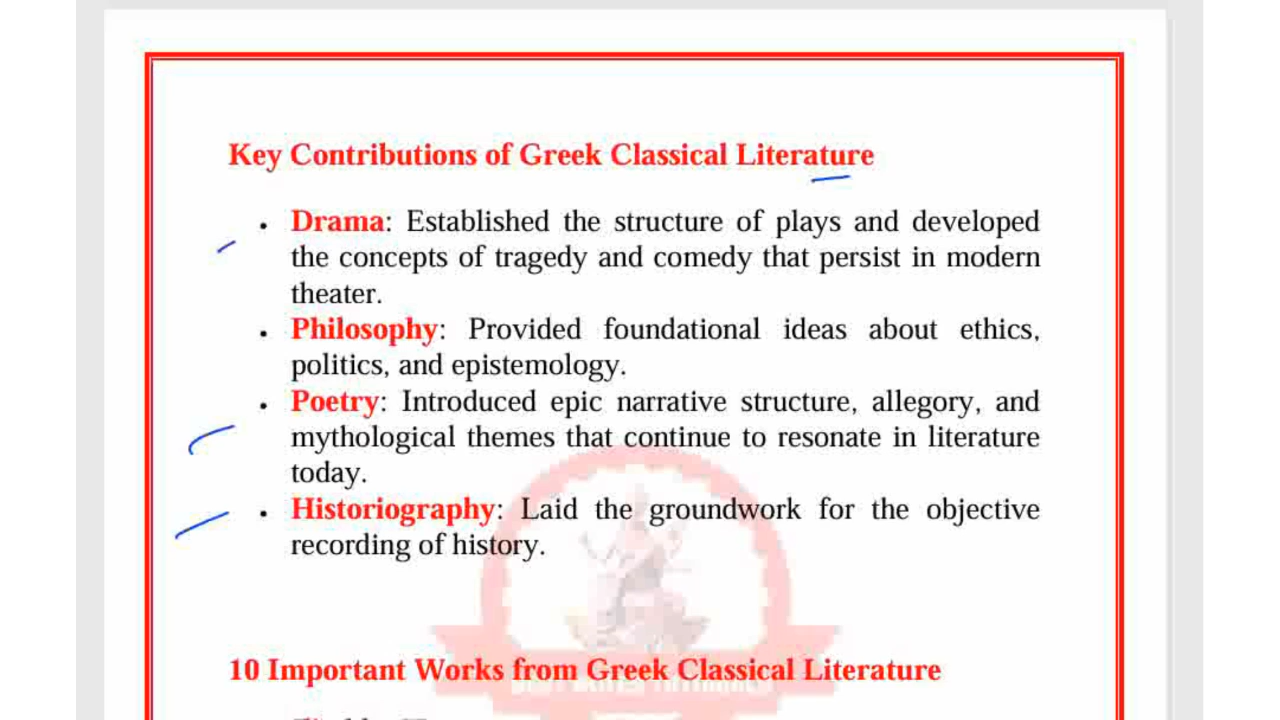 Key Contributions of Greek Classical Literature
• Drama: Established the structure of plays and developed
the concepts of tragedy and comedy that persist in modern
theater.
• Philosophy: Provided foundational ideas about ethics,
politics, and epistemology.
• Poetry: Introduced epic narrative structure, allegory, and
mythological themes that continue to resonate in literature
today.
• Historiography: Laid the groundwork for the objective
recording of history.
10 Important Works from Greek Classical Literature